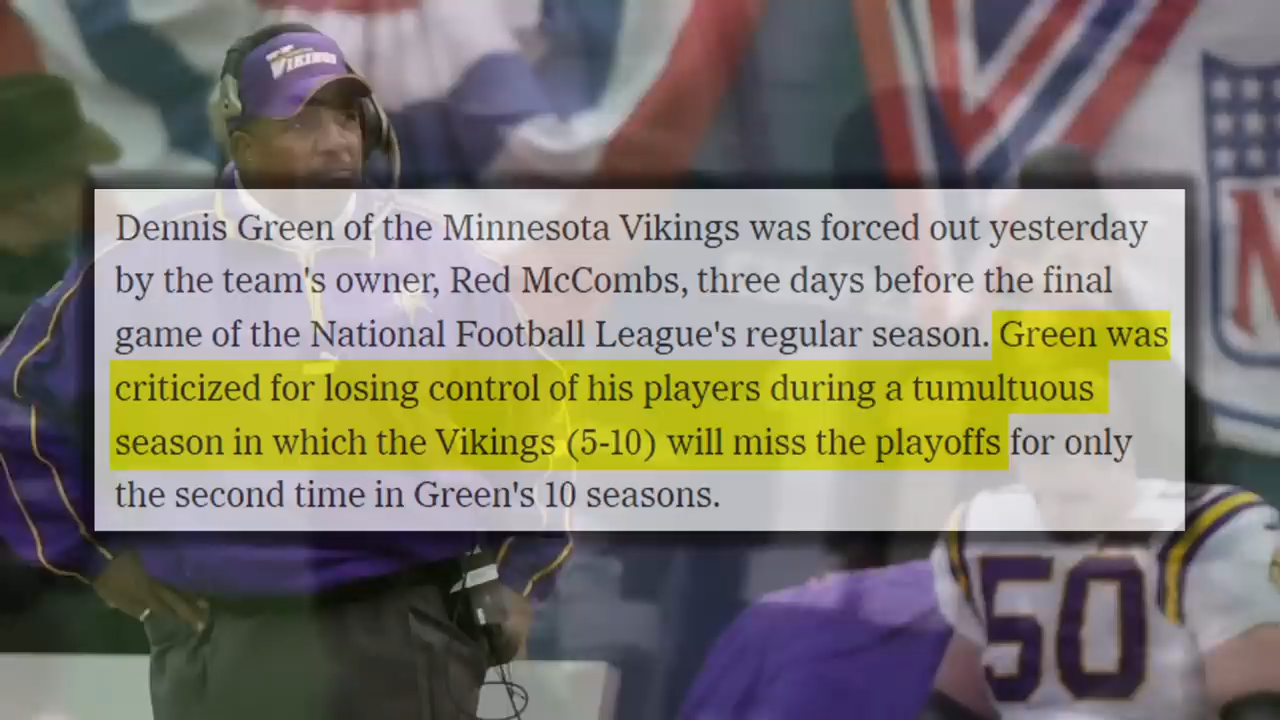 VIKINGS
Dennis Green of the Minnesota Vikings was forced out yesterday
by the team's owner, Red McCombs, three days before the final
game of the National Football League's regular season. Green was
criticized for losing control of his players during a tumultuous
season in which the Vikings (5-10) will miss the playoffs for only
the second time in Green's 10 seasons.
50